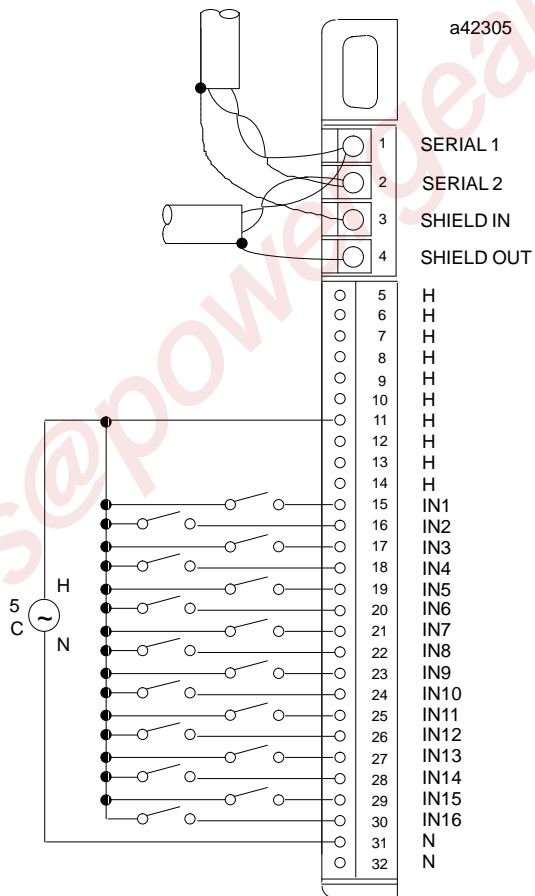 a42305
1 SERIAL 1
2 SERIAL 2
3 SHIELD IN
4 SHIELD OUT
5 H
6 H
7 H
8 H
9 H
10 H
11 H
12 H
13 H
14 H
15 IN1
16 IN2
17 IN3
18 IN4
19 IN5
20 IN6
21 IN7
22 IN8
23 IN9
24 IN10
25 IN11
26 IN12
27 IN13
28 IN14
29 IN15
30 IN16
31 N
32 N
H
5
C
~
N
s@powergear